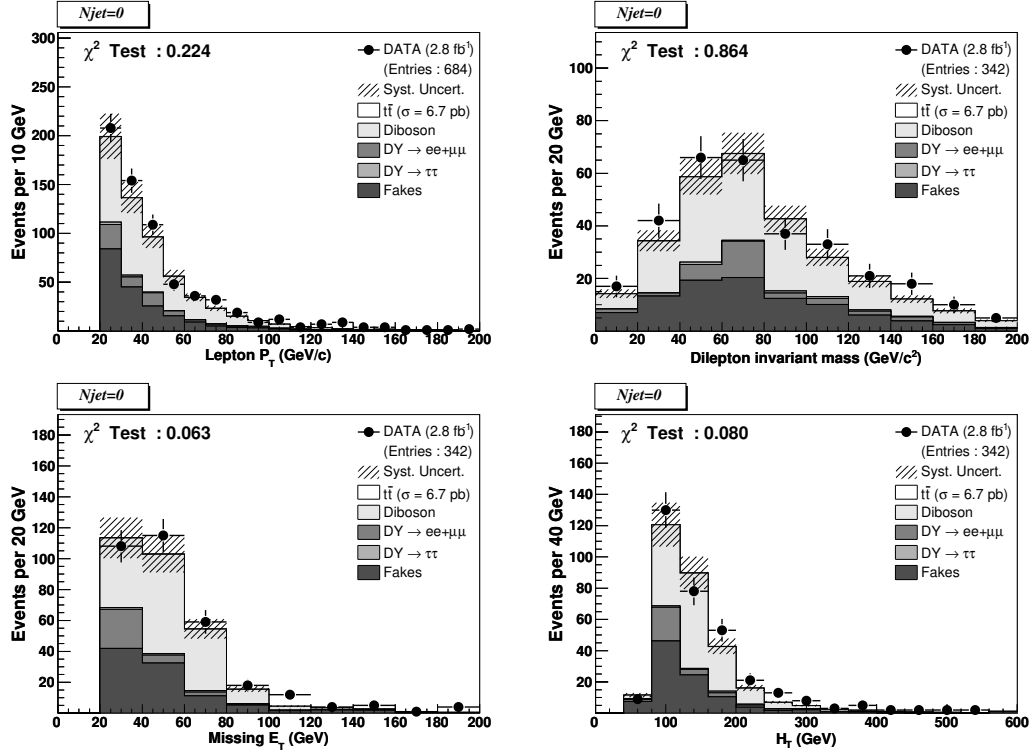 Njet=0
χ² Test : 0.224
DATA (2.8 fb⁻¹)
(Entries : 684)
Syst. Uncert.
tt̄ (σ = 6.7 pb)
Diboson
DY → ee+μμ
DY → ττ
Fakes
Events per 10 GeV
300
250
200
150
100
50
0 20 40 60 80 100 120 140 160 180 200
Lepton P_T (GeV/c)
Njet=0
χ² Test : 0.864
DATA (2.8 fb⁻¹)
(Entries : 342)
Syst. Uncert.
tt̄ (σ = 6.7 pb)
Diboson
DY → ee+μμ
DY → ττ
Fakes
Events per 20 GeV
100
80
60
40
20
0 20 40 60 80 100 120 140 160 180 200
Dilepton invariant mass (GeV/c²)
Njet=0
χ² Test : 0.063
DATA (2.8 fb⁻¹)
(Entries : 342)
Syst. Uncert.
tt̄ (σ = 6.7 pb)
Diboson
DY → ee+μμ
DY → ττ
Fakes
Events per 20 GeV
180
160
140
120
100
80
60
40
20
0 20 40 60 80 100 120 140 160 180 200
Missing E_T (GeV)
Njet=0
χ² Test : 0.080
DATA (2.8 fb⁻¹)
(Entries : 342)
Syst. Uncert.
tt̄ (σ = 6.7 pb)
Diboson
DY → ee+μμ
DY → ττ
Fakes
Events per 40 GeV
180
160
140
120
100
80
60
40
20
0 100 200 300 400 500 600
H_T (GeV)